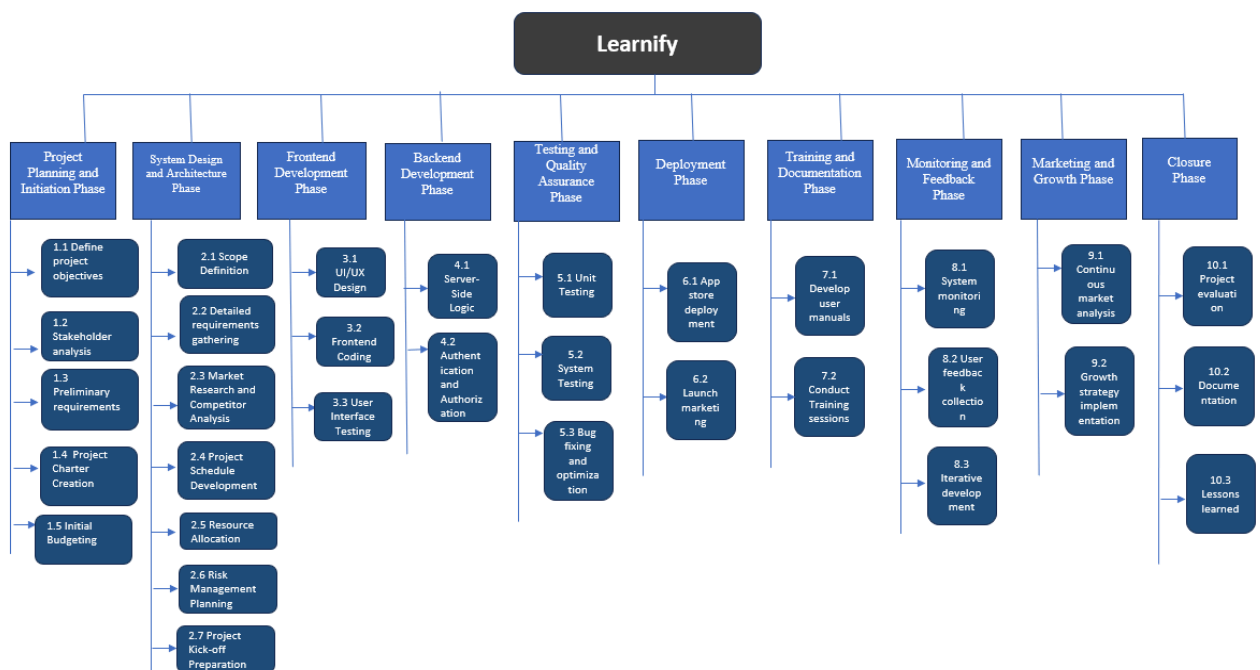 Learnify
Project
Planning and
Initiation Phase
System Design
and Architecture
Phase
Frontend
Development
Phase
Backend
Development
Phase
Testing and
Quality
Assurance
Phase
Deployment
Phase
Training and
Documentation
Phase
Monitoring and
Feedback
Phase
Marketing and
Growth Phase
Closure
Phase
1.1 Define
project
objectives
1.2
Stakeholder
analysis
1.3
Preliminary
requirements
1.4 Project
Charter
Creation
1.5 Initial
Budgeting
2.1 Scope
Definition
2.2 Detailed
requirements
gathering
2.3 Market
Research and
Competitor
Analysis
2.4 Project
Schedule
Development
2.5 Resource
Allocation
2.6 Risk
Management
Planning
2.7 Project
Kick-off
Preparation
3.1
UI/UX
Design
3.2
Frontend
Coding
3.3 User
Interface
Testing
4.1
Server-
Side
Logic
4.2
Authent
ication
and
Authoriz
ation
5.1 Unit
Testing
5.2
System
Testing
5.3 Bug
fixing
and
optimiza
tion
6.1 App
store
deploy
ment
6.2
Launch
marketi
ng
7.1
Develop
user
manuals
7.2
Conduct
Training
sessions
8.1
System
monitori
ng
8.2 User
feedbac
k
collectio
n
8.3
Iterative
develop
ment
9.1
Continu
ous
market
analysis
9.2
Growth
strategy
implem
entation
10.1
Project
evaluati
on
10.2
Docume
ntation
10.3
Lessons
learned